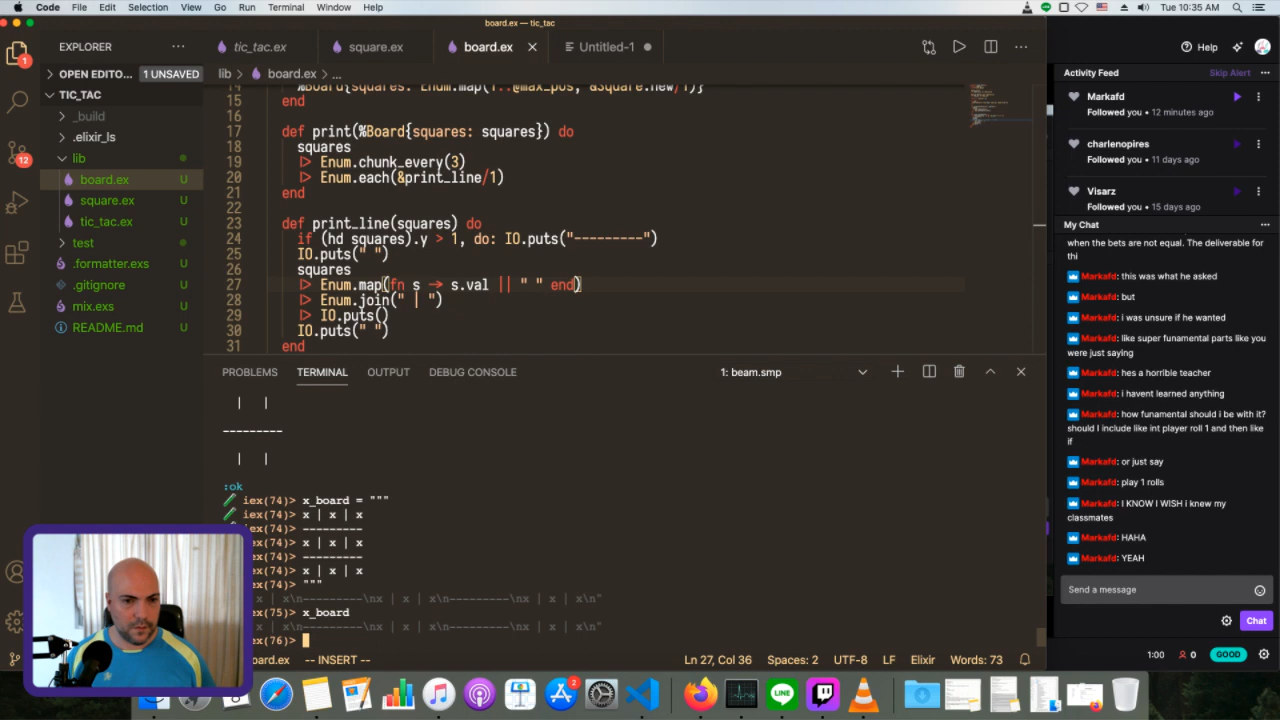 Code File Edit Selection View Go Run Terminal Window Help
Tue 10:35 AM
board.ex — tic_tac
EXPLORER
OPEN EDITO... 1 UNSAVED
TIC_TAC
_build
.elixir_ls
lib
board.ex U
square.ex U
tic_tac.ex U
test
.formatter.exs U
.gitignore U
mix.exs U
README.md U
1
12
tic_tac.ex
square.ex
board.ex
Untitled-1
lib > board.ex > ...
15 end
16
17 def print(%Board{squares: squares}) do
18 squares
19 |> Enum.chunk_every(3)
20 |> Enum.each(&print_line/1)
21 end
22
23 def print_line(squares) do
24 if (hd squares).y > 1, do: IO.puts("---------")
25 IO.puts(" ")
26 squares
27 |> Enum.map(fn s -> s.val || " " end)
28 |> Enum.join(" | ")
29 |> IO.puts()
30 IO.puts(" ")
31 end
PROBLEMS TERMINAL OUTPUT DEBUG CONSOLE
1: beam.smp
| |
---------
| |
:ok
iex(74)> x_board = """
iex(74)> x | x | x
iex(74)> ---------
iex(74)> x | x | x
iex(74)> ---------
iex(74)> x | x | x
(74)> """
x | x\n---------\nx | x | x\n---------\nx | x | x\n"
iex(75)> x_board
x | x\n---------\nx | x | x\n---------\nx | x | x\n"
iex(76)>
board.ex -- INSERT --
Ln 27, Col 36 Spaces: 2 UTF-8 LF Elixir Words: 73
Help
Activity Feed Skip Alert
Markafd
Followed you • 12 minutes ago
charlenopires
Followed you • 11 days ago
Visarz
Followed you • 15 days ago
My Chat
when the bets are not equal. The deliverable for
thi
Markafd: this was what he asked
Markafd: but
Markafd: i was unsure if he wanted
Markafd: like super funamental parts like you
were just saying
Markafd: hes a horrible teacher
Markafd: i havent learned anything
Markafd: how funamental should i be with it?
should I include like int player roll 1 and then like
if
Markafd: or just say
Markafd: play 1 rolls
Markafd: I KNOW I WISH i knew my
classmates
Markafd: HAHA
Markafd: YEAH
Send a message
Chat
1:00 0 GOOD
2